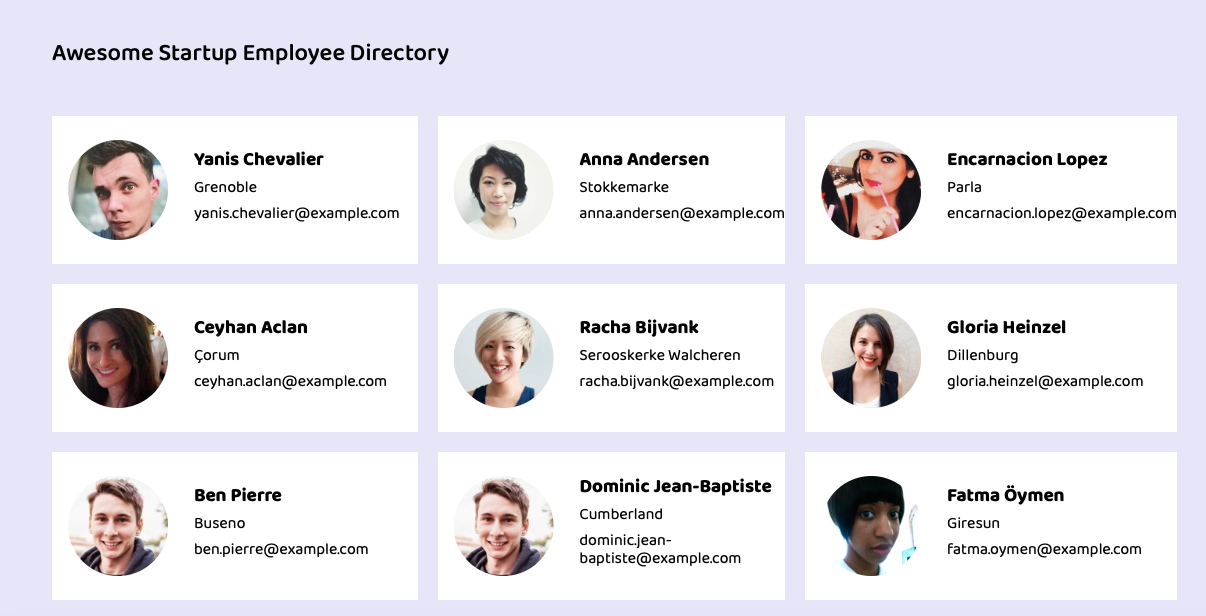 Awesome Startup Employee Directory
Yanis Chevalier
Grenoble
yanis.chevalier@example.com
Anna Andersen
Stokkemarke
anna.andersen@example.com
Encarnacion Lopez
Parla
encarnacion.lopez@example.com
Ceyhan Aclan
Çorum
ceyhan.aclan@example.com
Racha Bijvank
Serooskerke Walcheren
racha.bijvank@example.com
Gloria Heinzel
Dillenburg
gloria.heinzel@example.com
Ben Pierre
Buseno
ben.pierre@example.com
Dominic Jean-Baptiste
Cumberland
dominic.jean-
baptiste@example.com
Fatma Öymen
Giresun
fatma.oymen@example.com